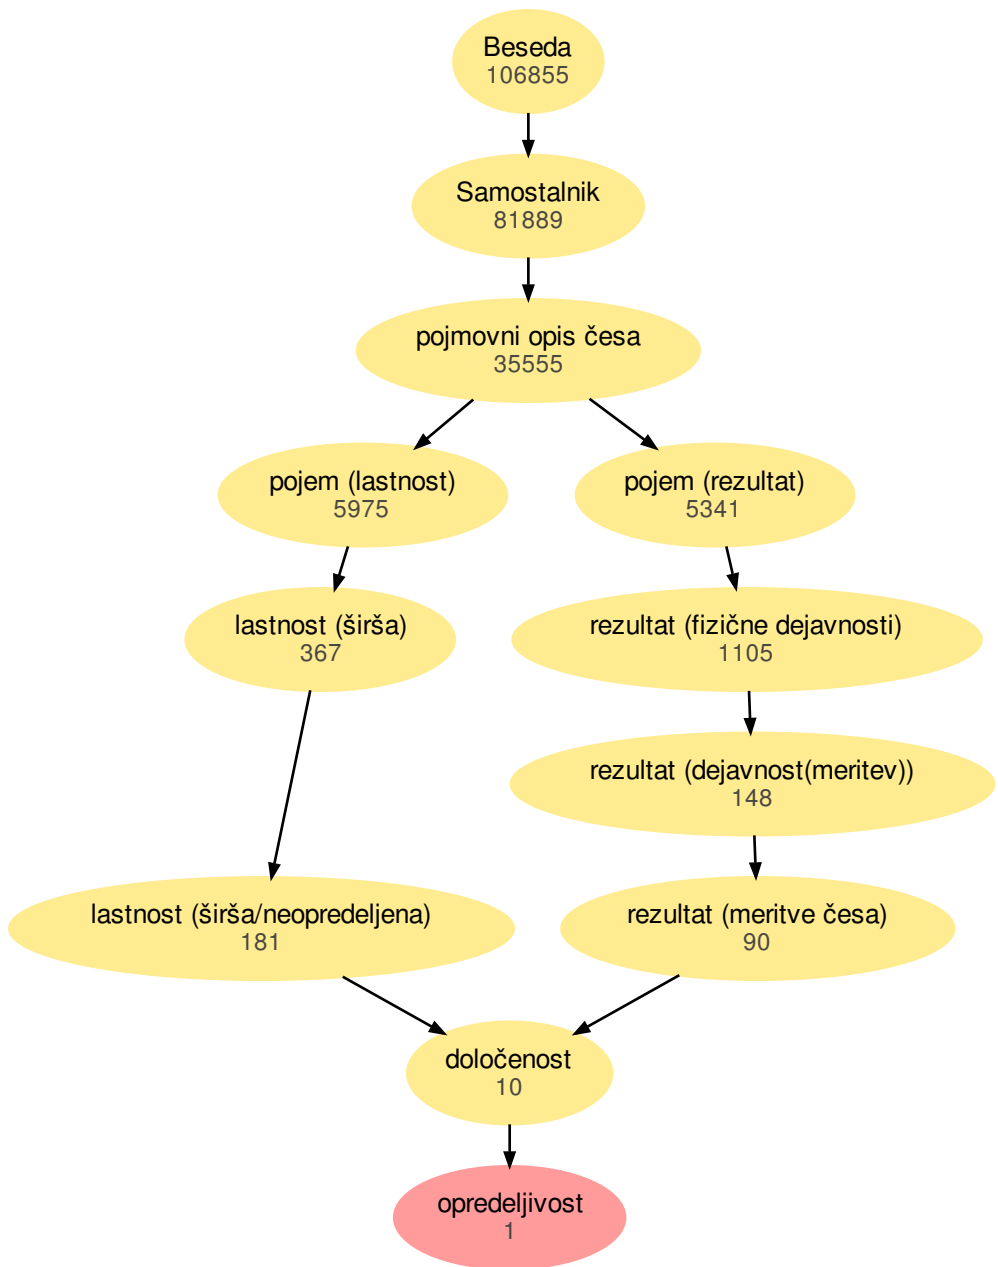 Beseda
106855
Samostalnik
81889
pojmovni opis česa
35555
pojem (lastnost)
5975
pojem (rezultat)
5341
lastnost (širša)
367
rezultat (fizične dejavnosti)
1105
rezultat (dejavnost(meritev))
148
lastnost (širša/neopredeljena)
181
rezultat (meritve česa)
90
določenost
10
opredeljivost
1